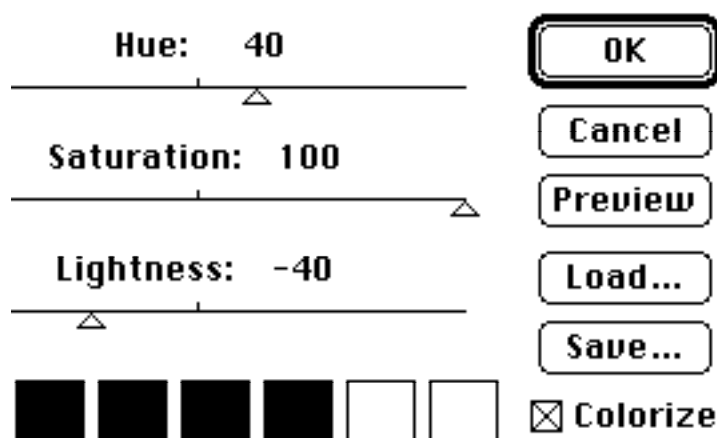 Hue: 40
OK
Cancel
Saturation: 100
Preview
Lightness: -40
Load...
Save...
Colorize